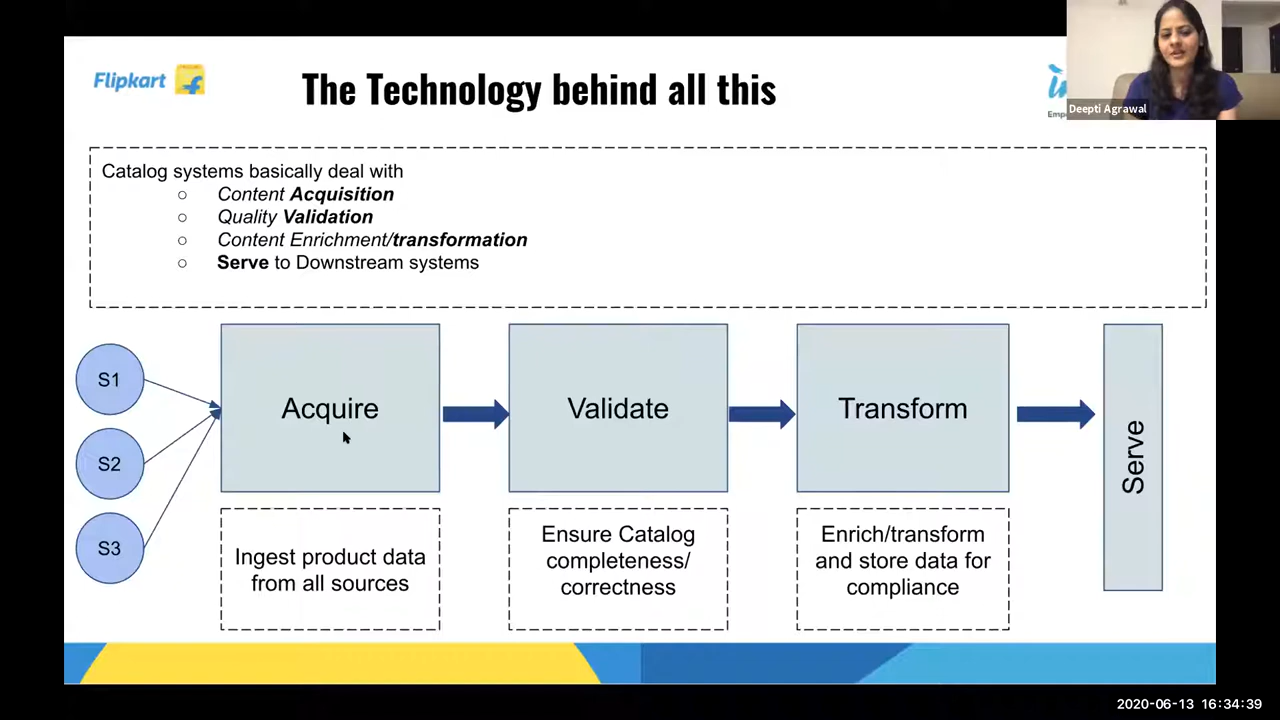 Flipkart
The Technology behind all this
Deepti Agrawal
Catalog systems basically deal with
○ Content Acquisition
○ Quality Validation
○ Content Enrichment/transformation
○ Serve to Downstream systems
S1
S2
S3
Acquire
Validate
Transform
Serve
Ingest product data
from all sources
Ensure Catalog
completeness/
correctness
Enrich/transform
and store data for
compliance
2020-06-13 16:34:39